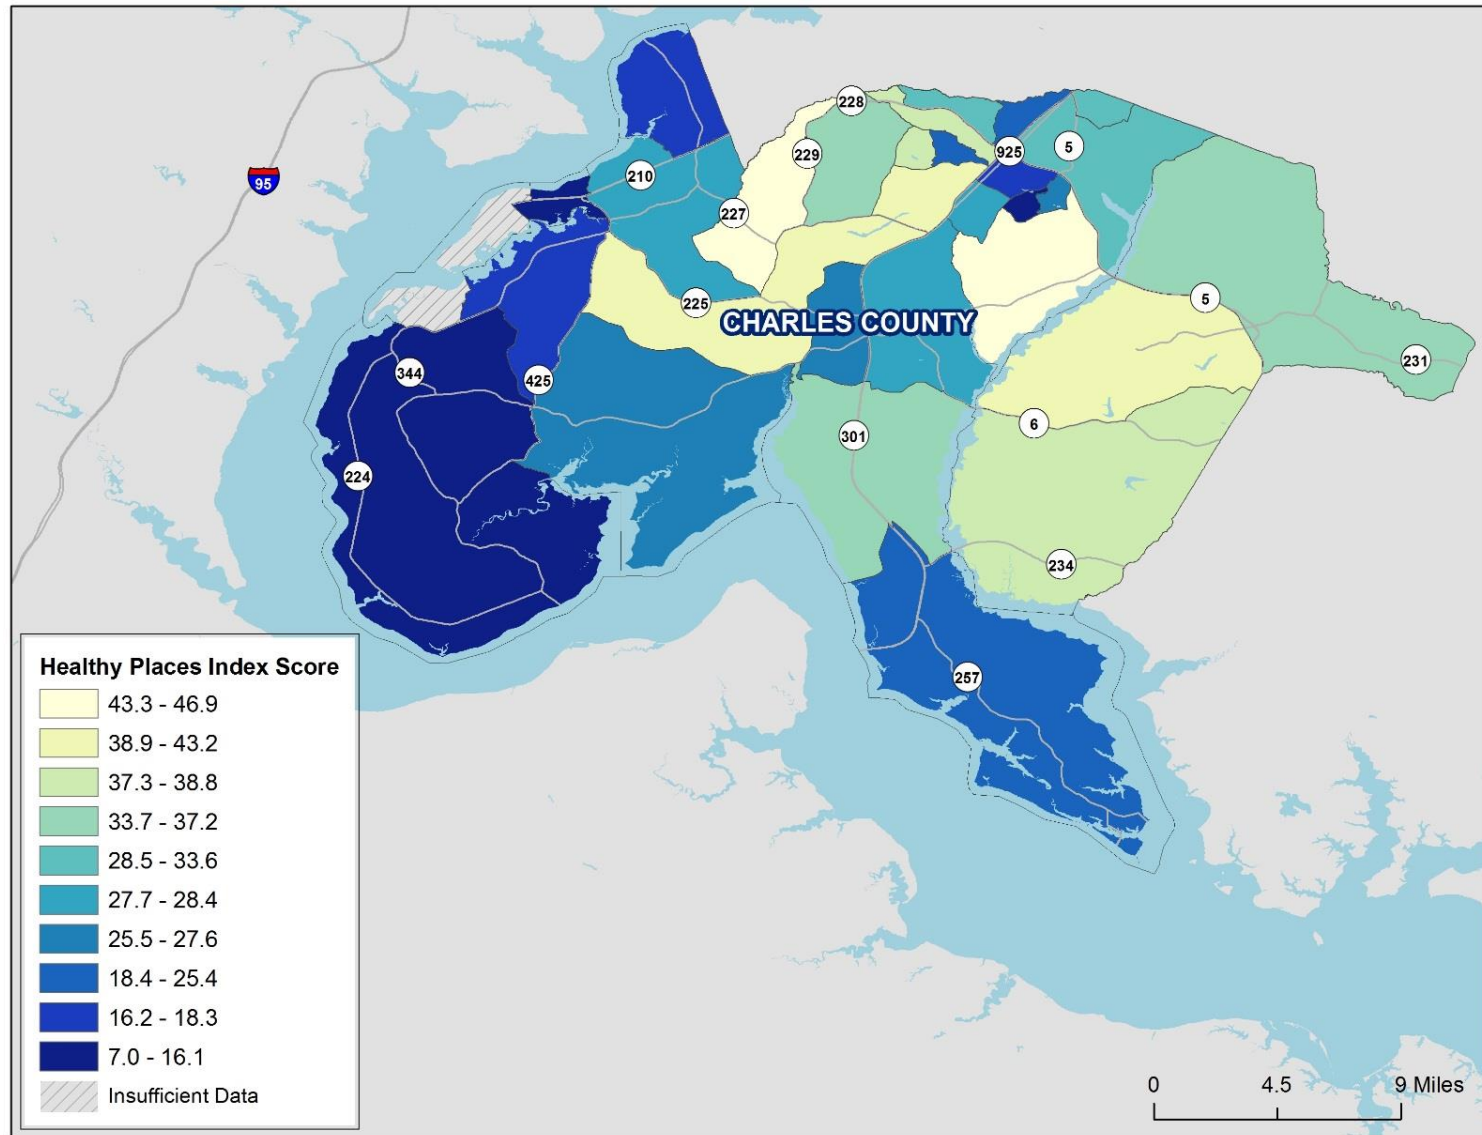 228
229
925
5
95
210
227
225
5
CHARLES COUNTY
231
344
425
301
6
224
234
257
Healthy Places Index Score
43.3 - 46.9
38.9 - 43.2
37.3 - 38.8
33.7 - 37.2
28.5 - 33.6
27.7 - 28.4
25.5 - 27.6
18.4 - 25.4
16.2 - 18.3
7.0 - 16.1
Insufficient Data
0 4.5 9 Miles